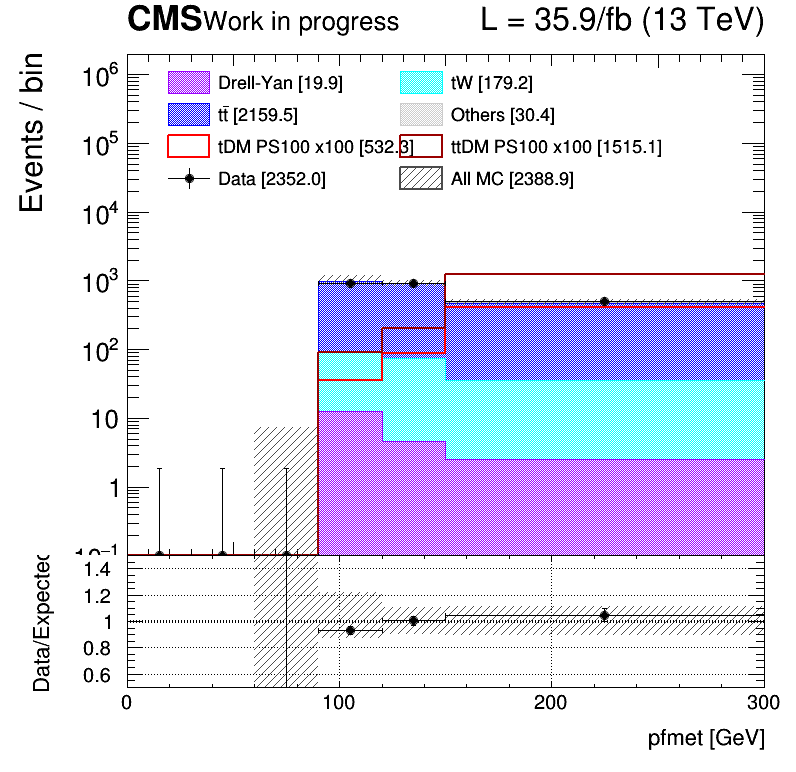 CMS Work in progress L = 35.9/fb (13 TeV)
Events / bin
Drell-Yan [19.9] tW [179.2]
tt̄ [2159.5] Others [30.4]
tDM PS100 x100 [532.3] ttDM PS100 x100 [1515.1]
Data [2352.0] All MC [2388.9]
10⁶
10⁵
10⁴
10³
10²
10
1
10⁻¹
Data/Expected
1.4
1.2
1
0.8
0.6
0 100 200 300
pfmet [GeV]